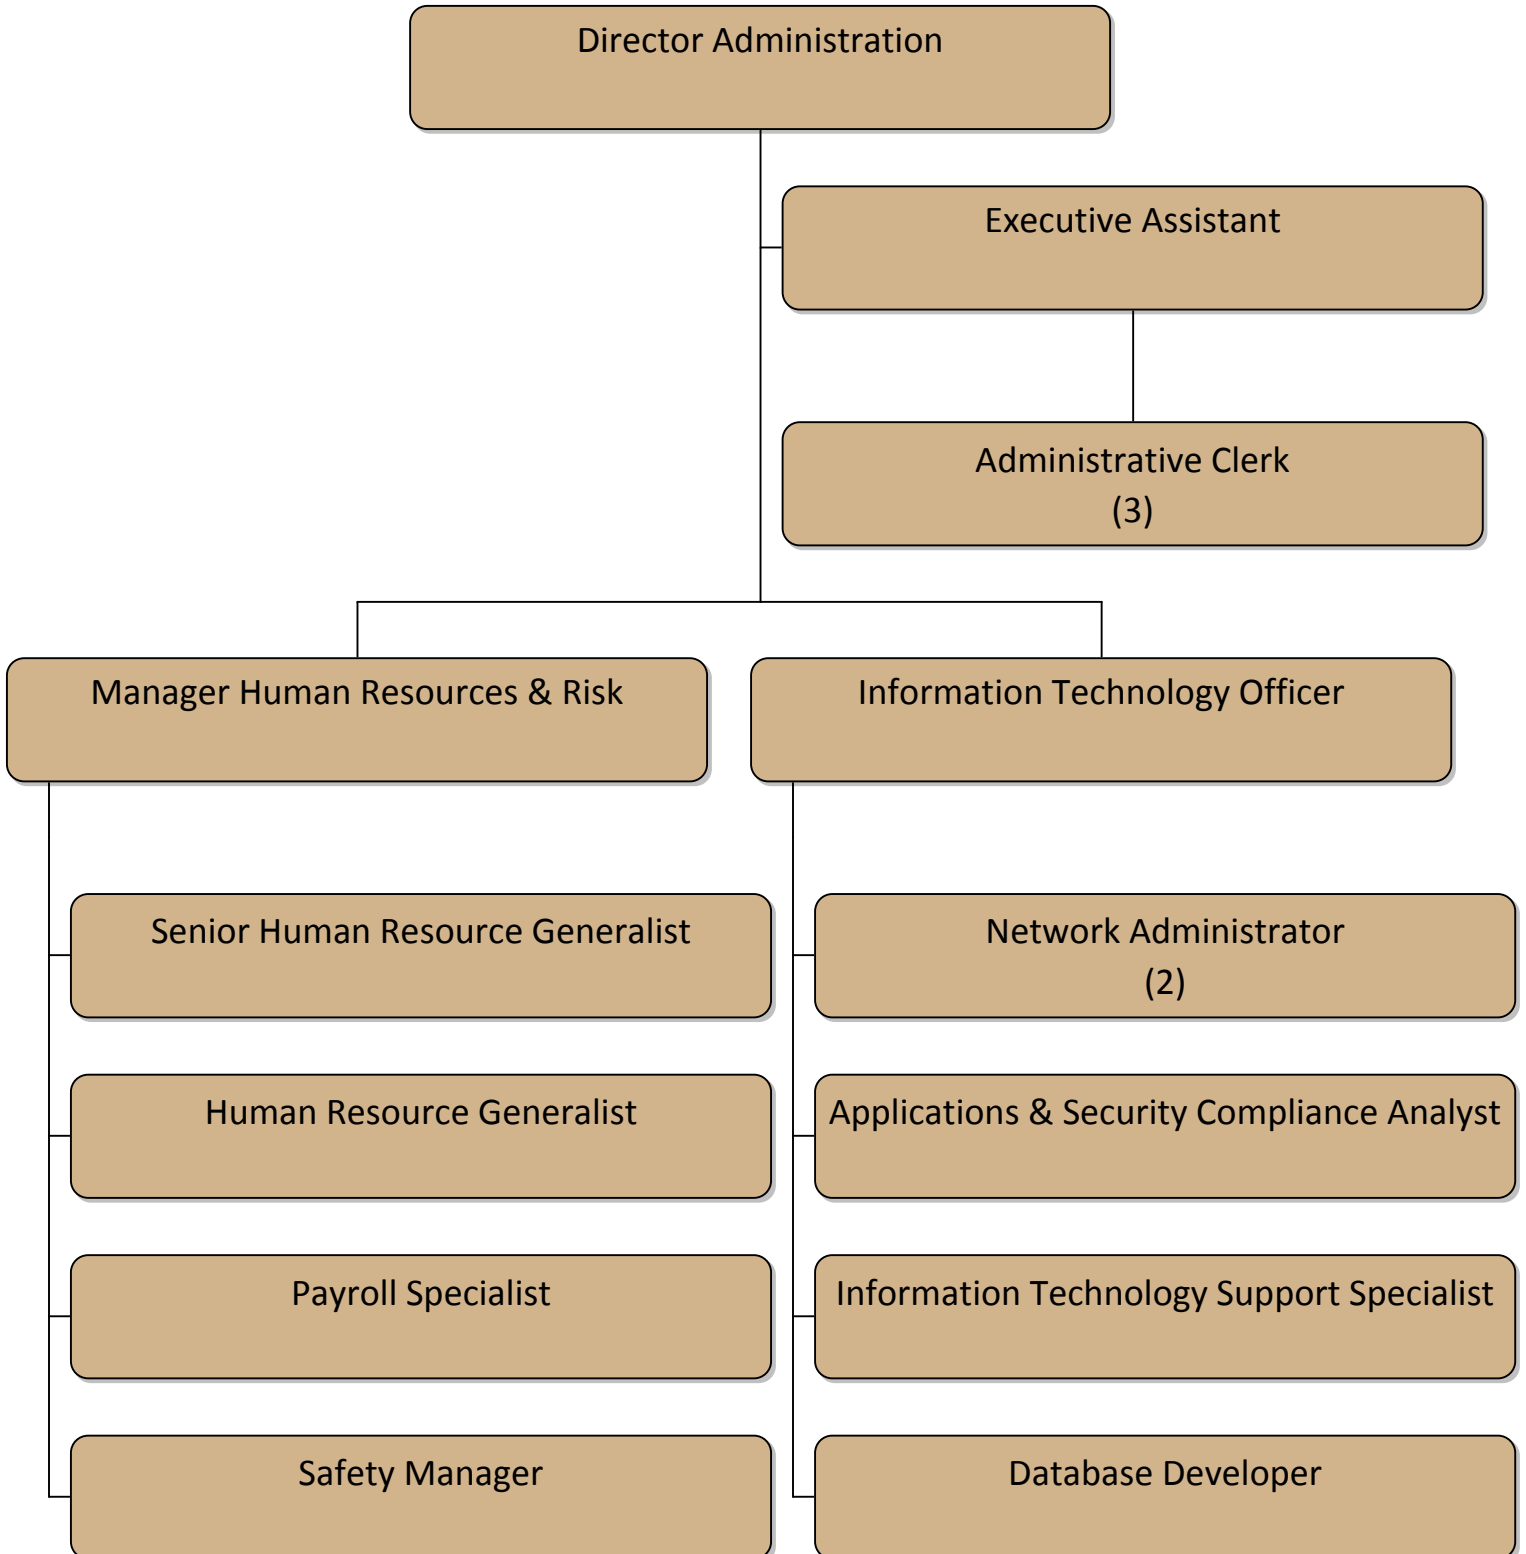 Director Administration
Executive Assistant
Administrative Clerk
(3)
Manager Human Resources & Risk
Information Technology Officer
Senior Human Resource Generalist
Human Resource Generalist
Payroll Specialist
Safety Manager
Network Administrator
(2)
Applications & Security Compliance Analyst
Information Technology Support Specialist
Database Developer